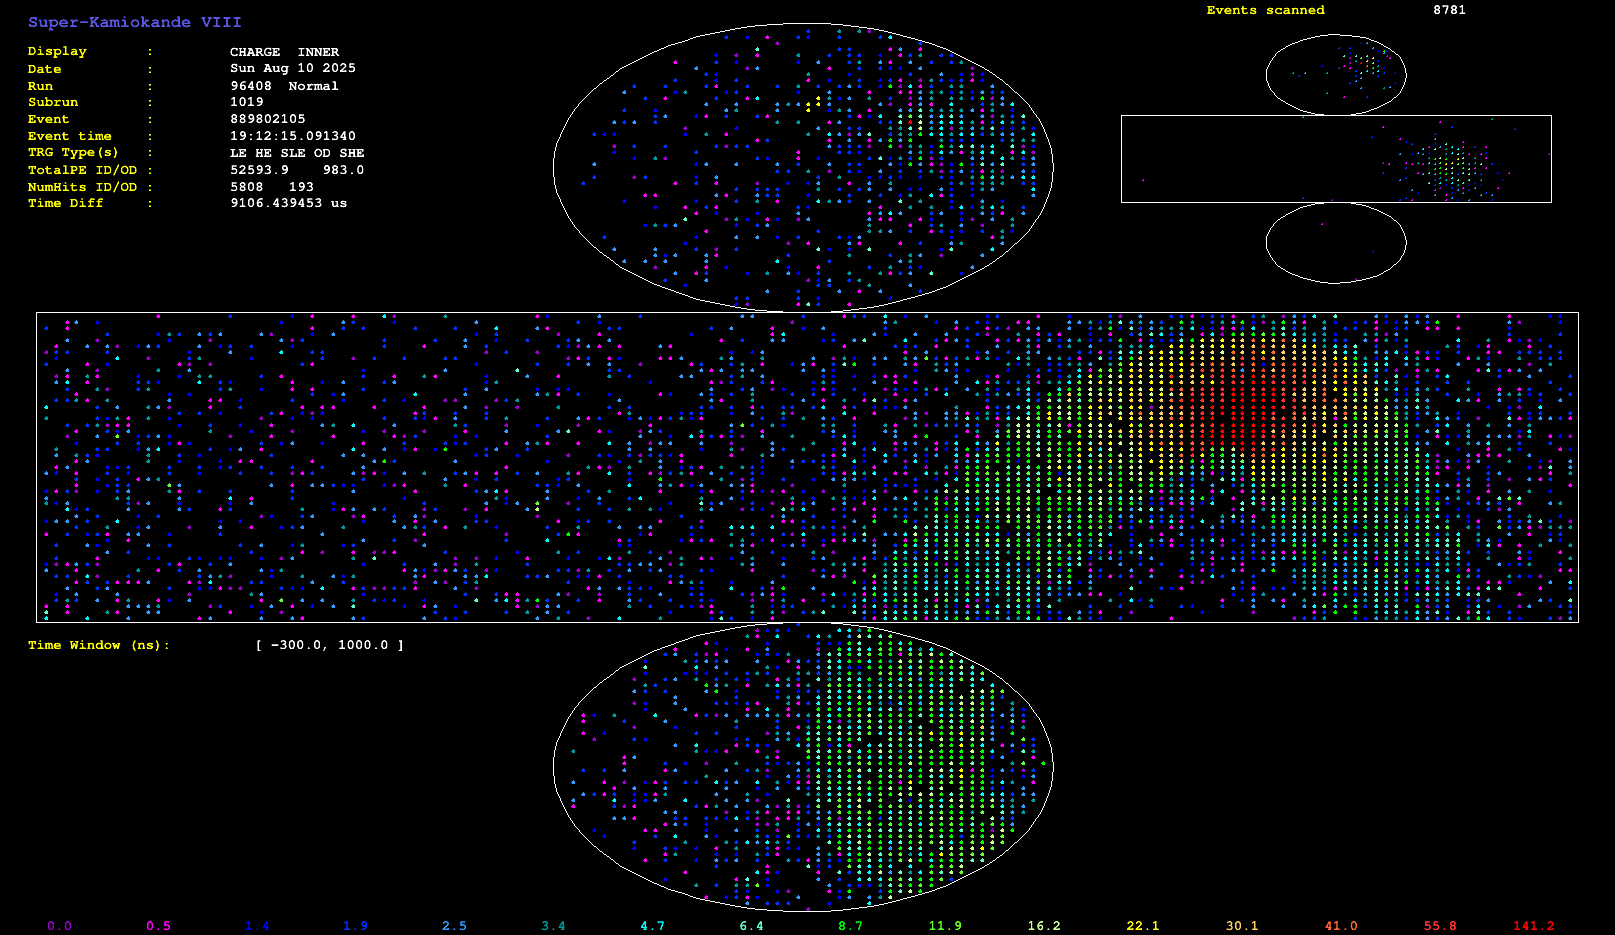 Super-Kamiokande VIII
Events scanned 8781
Display : CHARGE INNER
Date : Sun Aug 10 2025
Run : 96408 Normal
Subrun : 1019
Event : 889802105
Event time : 19:12:15.091340
TRG Type(s) : LE HE SLE OD SHE
TotalPE ID/OD : 52593.9 983.0
NumHits ID/OD : 5808 193
Time Diff : 9106.439453 us
Time Window (ns): [ -300.0, 1000.0 ]
0.0 0.5 1.4 1.9 2.5 3.4 4.7 6.4 8.7 11.9 16.2 22.1 30.1 41.0 55.8 141.2